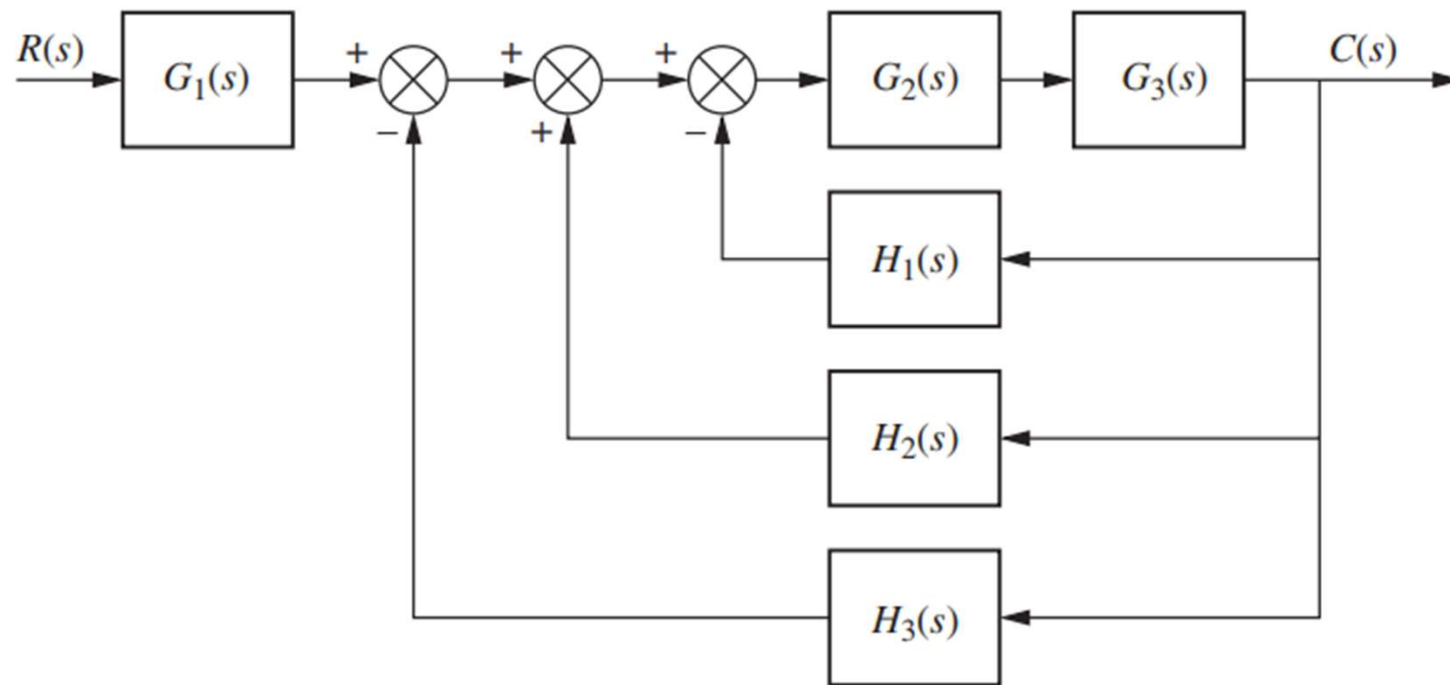 R(s)
G₁(s)
+
−
+
+
+
−
G₂(s)
G₃(s)
C(s)
H₁(s)
H₂(s)
H₃(s)